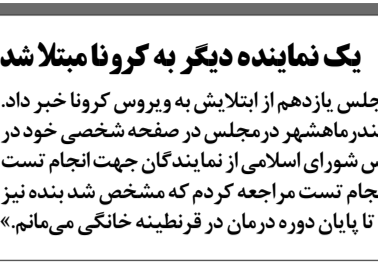 یک نماینده دیگر به کرونا مبتلا شد
جلس یازدهم از ابتلایش به ویروس کرونا خبر داد.
ندرماهشهر درمجلس در صفحه شخصی خود در
س شورای اسلامی از نمایندگان جهت انجام تست
جام تست مراجعه کردم که مشخص شد بنده نیز
تا پایان دوره درمان در قرنطینه خانگی می‌مانم.»